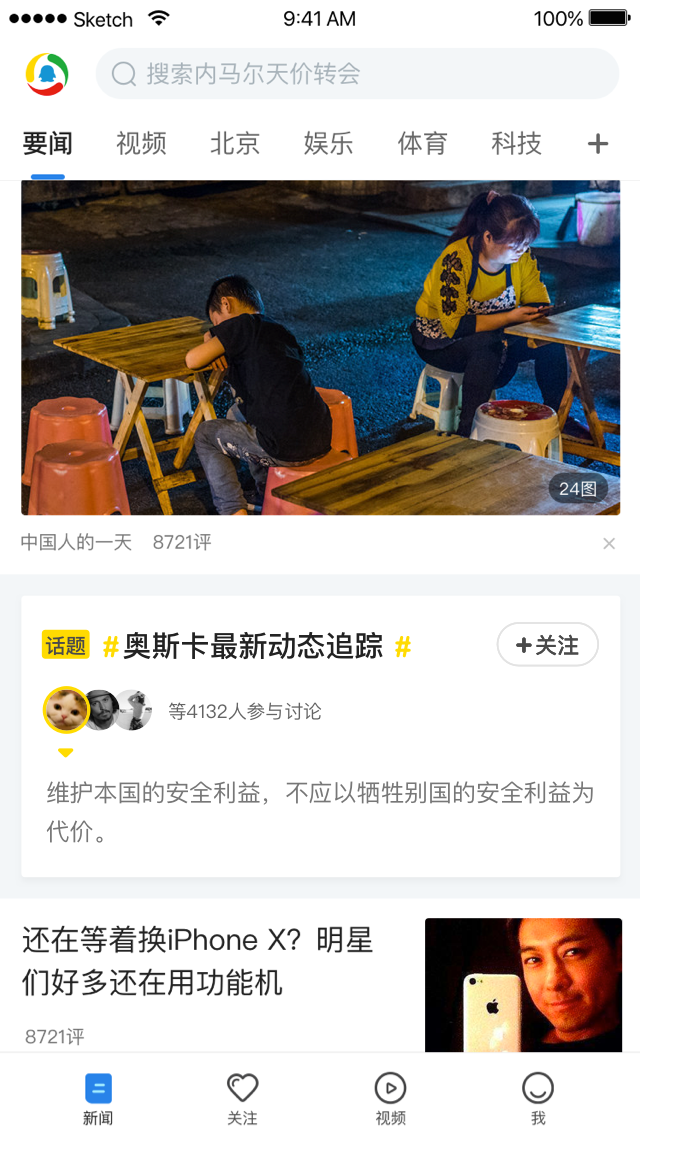 Sketch 9:41 AM 100%
搜索内马尔天价转会
要闻 视频 北京 娱乐 体育 科技 +
24图
中国人的一天 8721评 ×
话题 #奥斯卡最新动态追踪 # +关注
等4132人参与讨论
维护本国的安全利益，不应以牺牲别国的安全利益为
代价。
还在等着换iPhone X？明星
们好多还在用功能机
8721评
新闻 关注 视频 我